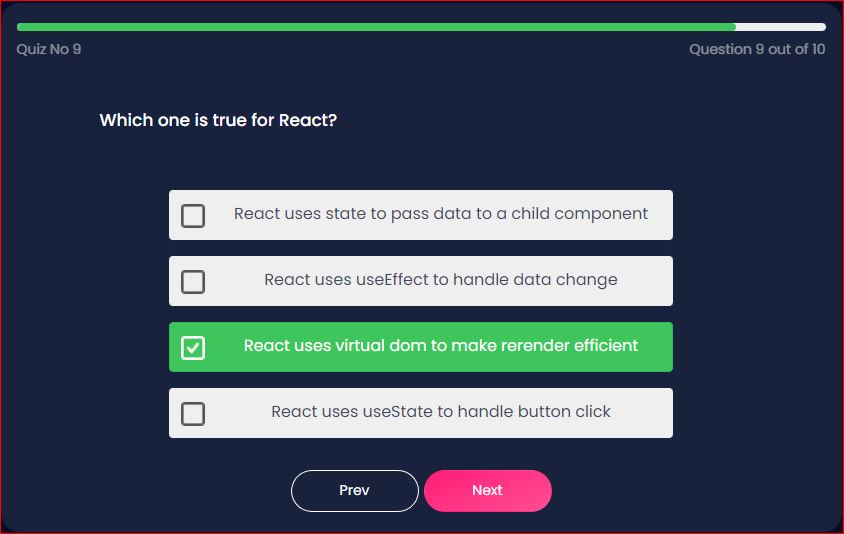 Quiz No 9
Question 9 out of 10
Which one is true for React?
React uses state to pass data to a child component
React uses useEffect to handle data change
React uses virtual dom to make rerender efficient
React uses useState to handle button click
Prev
Next